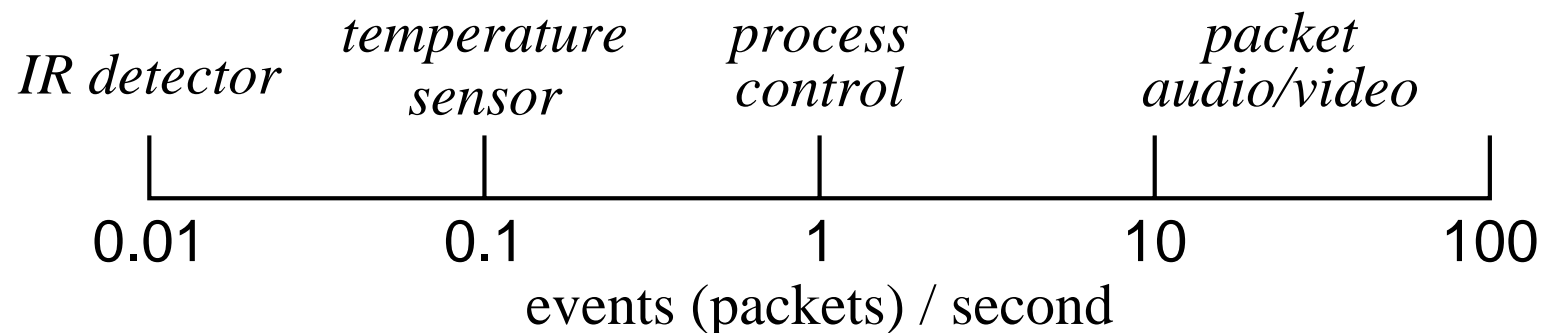 IR detector
temperature
sensor
process
control
packet
audio/video
0.01 0.1 1 10 100
events (packets) / second